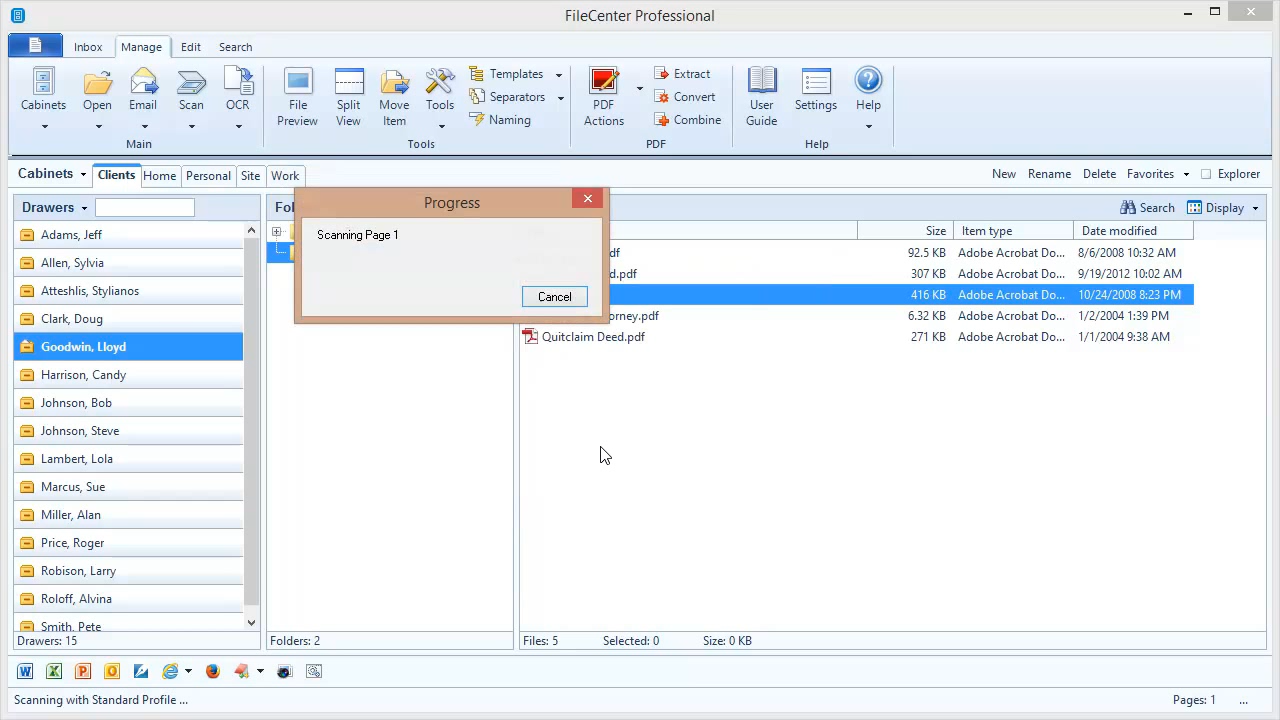 FileCenter Professional
Inbox Manage Edit Search
Cabinets Open Email Scan OCR
Main
File Preview Split View Move Item Tools
Templates
Separators
Naming
Tools
PDF Actions
Extract
Convert
Combine
PDF
User Guide Settings Help
Help
Cabinets Clients Home Personal Site Work
New Rename Delete Favorites Explorer
Drawers
Fol
Search Display
Progress
Scanning Page 1
Cancel
Size Item type Date modified
df 92.5 KB Adobe Acrobat Do... 8/6/2008 10:32 AM
d.pdf 307 KB Adobe Acrobat Do... 9/19/2012 10:02 AM
416 KB Adobe Acrobat Do... 10/24/2008 8:23 PM
orney.pdf 6.32 KB Adobe Acrobat Do... 1/2/2004 1:39 PM
Quitclaim Deed.pdf 271 KB Adobe Acrobat Do... 1/1/2004 9:38 AM
Adams, Jeff
Allen, Sylvia
Atteshlis, Stylianos
Clark, Doug
Goodwin, Lloyd
Harrison, Candy
Johnson, Bob
Johnson, Steve
Lambert, Lola
Marcus, Sue
Miller, Alan
Price, Roger
Robison, Larry
Roloff, Alvina
Smith, Pete
Drawers: 15
Folders: 2
Files: 5 Selected: 0 Size: 0 KB
Scanning with Standard Profile ...
Pages: 1 ...